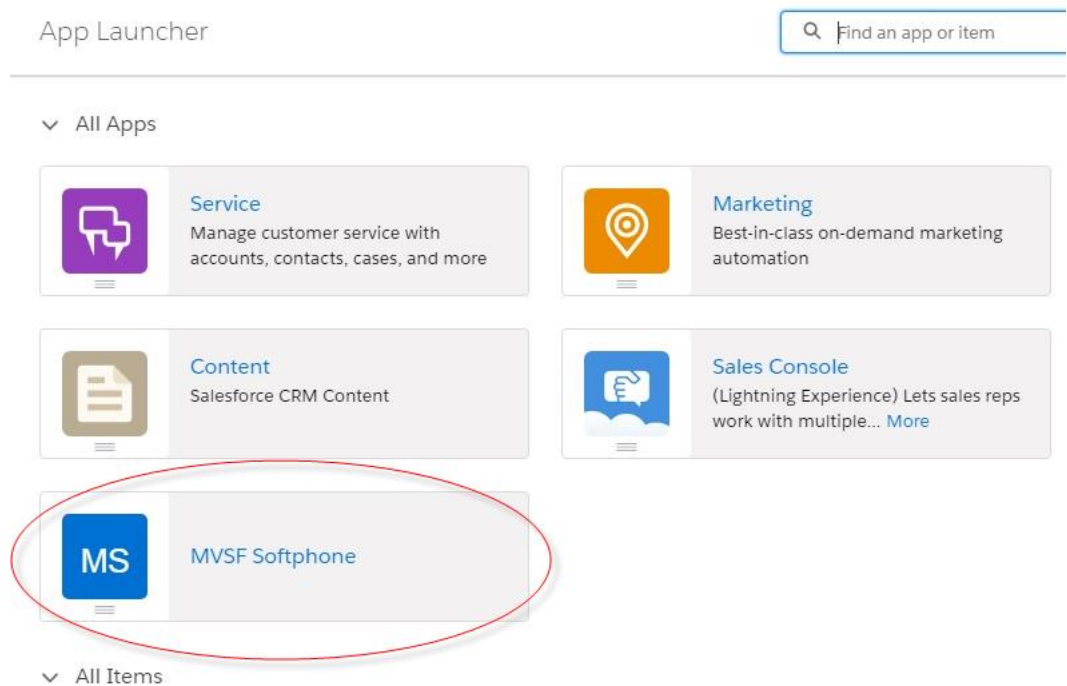 App Launcher
Find an app or item
All Apps
Service
Manage customer service with
accounts, contacts, cases, and more
Marketing
Best-in-class on-demand marketing
automation
Content
Salesforce CRM Content
Sales Console
(Lightning Experience) Lets sales reps
work with multiple... More
MS
MVSF Softphone
All Items